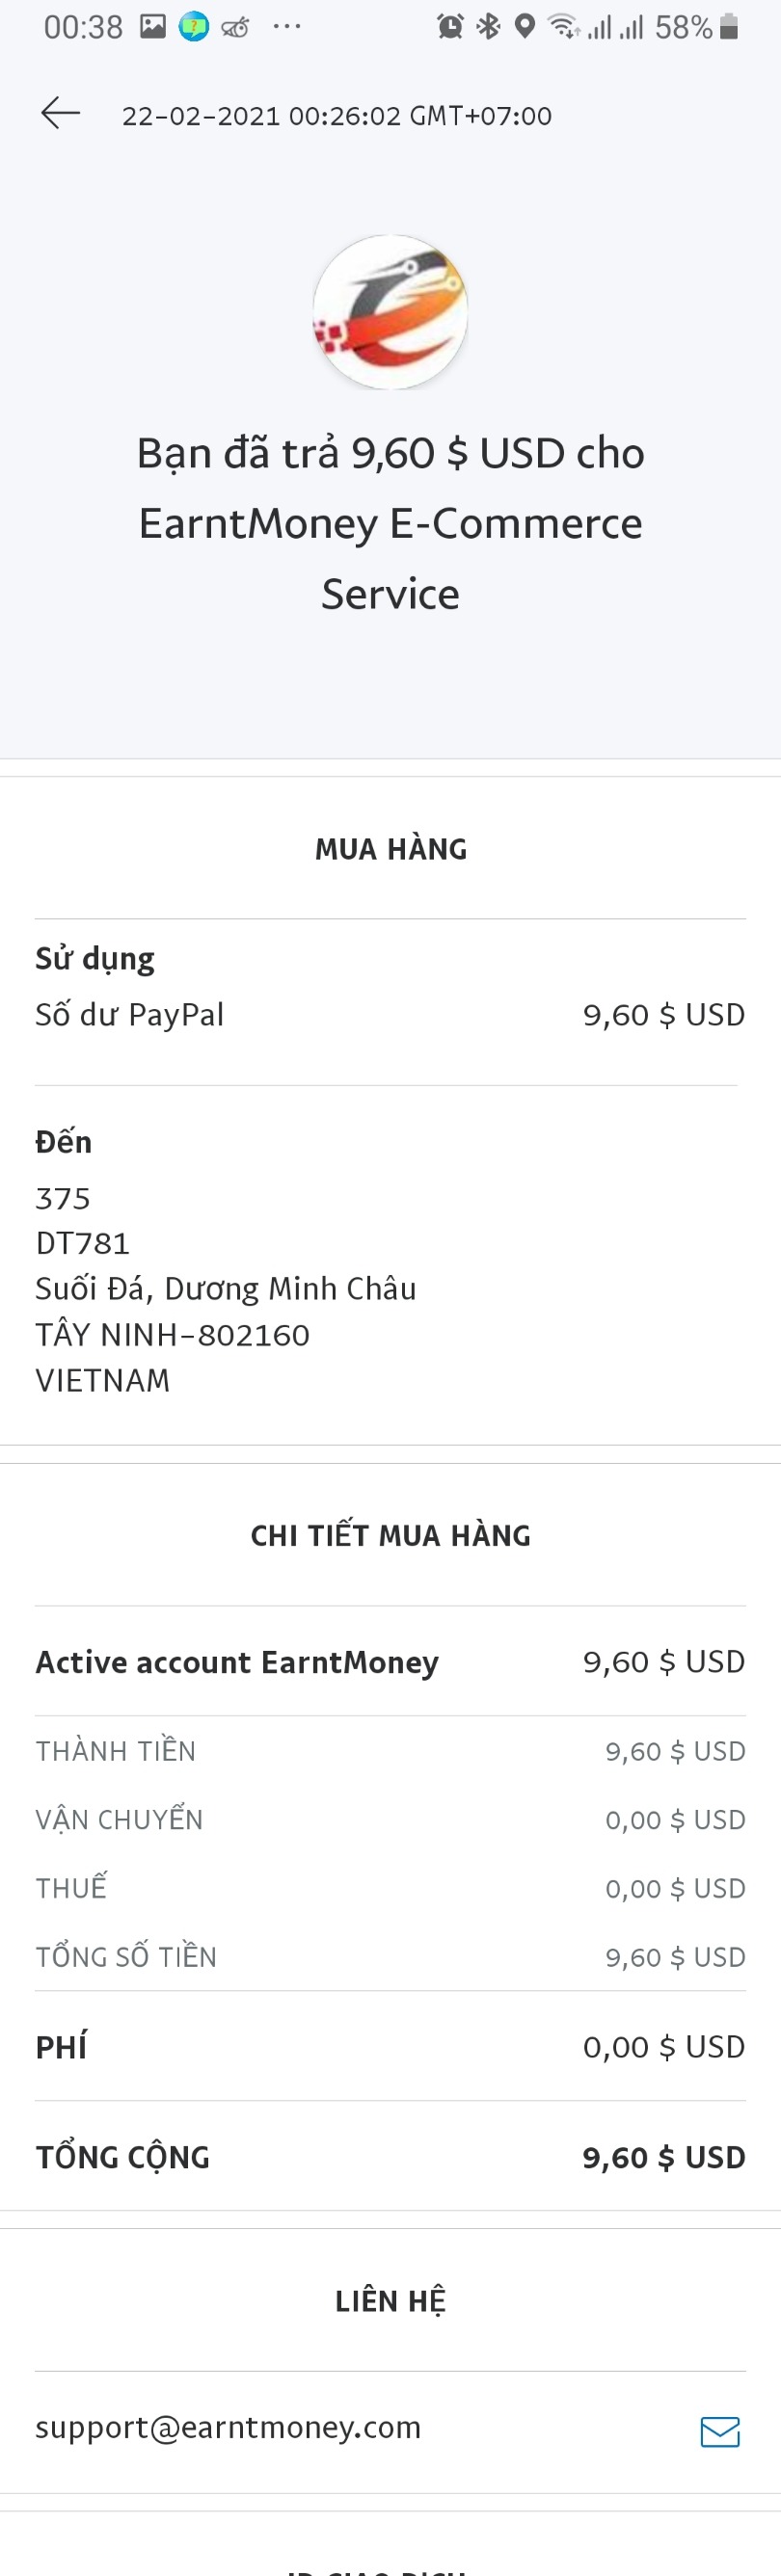 00:38
58%
22-02-2021 00:26:02 GMT+07:00
Bạn đã trả 9,60 $ USD cho
EarntMoney E-Commerce
Service
MUA HÀNG
Sử dụng
Số dư PayPal 9,60 $ USD
Đến
375
DT781
Suối Đá, Dương Minh Châu
TÂY NINH-802160
VIETNAM
CHI TIẾT MUA HÀNG
Active account EarntMoney 9,60 $ USD
THÀNH TIỀN 9,60 $ USD
VẬN CHUYỂN 0,00 $ USD
THUẾ 0,00 $ USD
TỔNG SỐ TIỀN 9,60 $ USD
PHÍ 0,00 $ USD
TỔNG CỘNG 9,60 $ USD
LIÊN HỆ
support@earntmoney.com